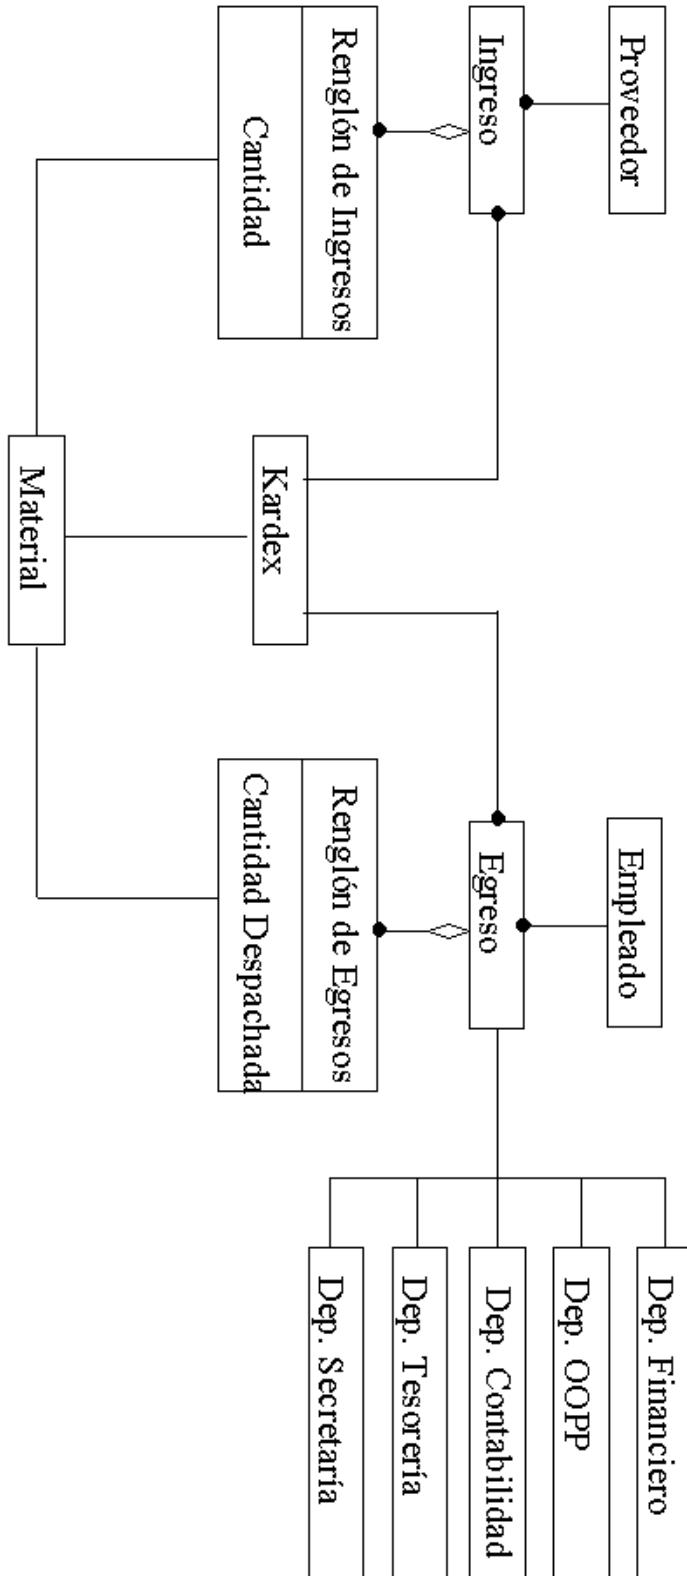 Proveedor
Ingreso
Renglón de Ingresos
Cantidad
Kardex
Material
Empleado
Egreso
Renglón de Egresos
Cantidad Despachada
Dep. Financiero
Dep. OOPP
Dep. Contabilidad
Dep. Tesorería
Dep. Secretaría